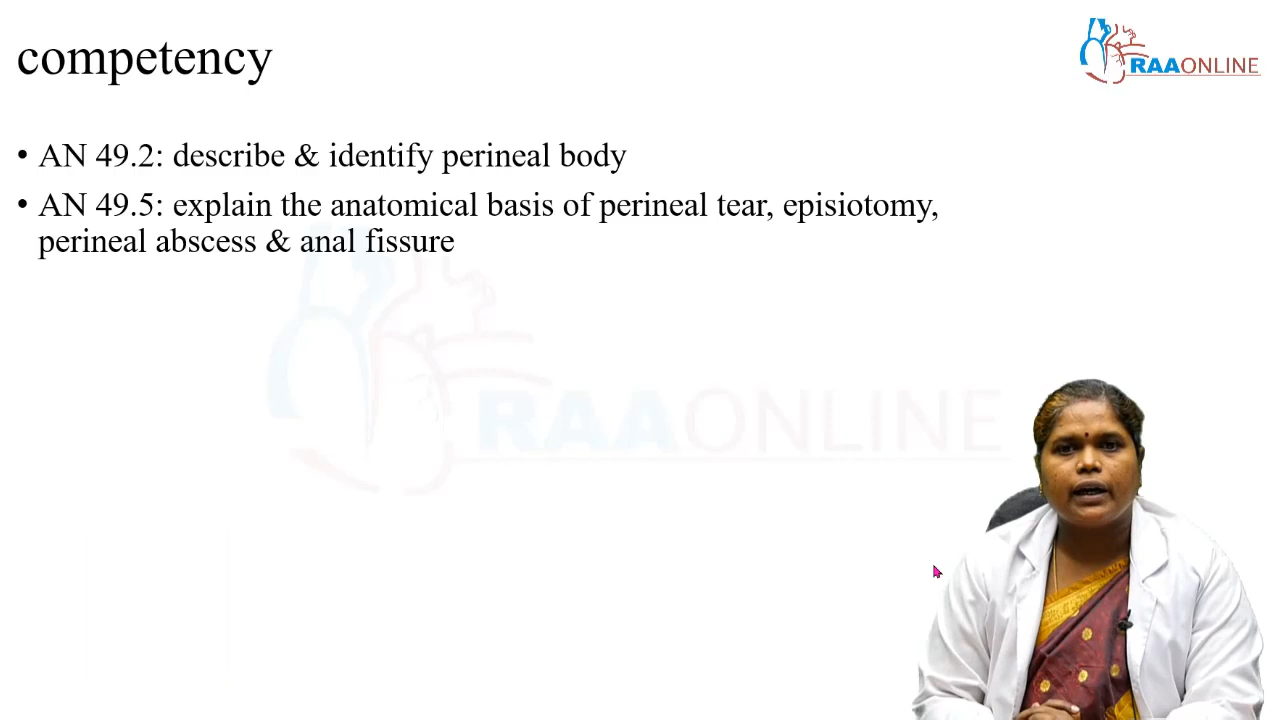 competency
RAAONLINE
• AN 49.2: describe & identify perineal body
• AN 49.5: explain the anatomical basis of perineal tear, episiotomy,
perineal abscess & anal fissure
RAAONLINE